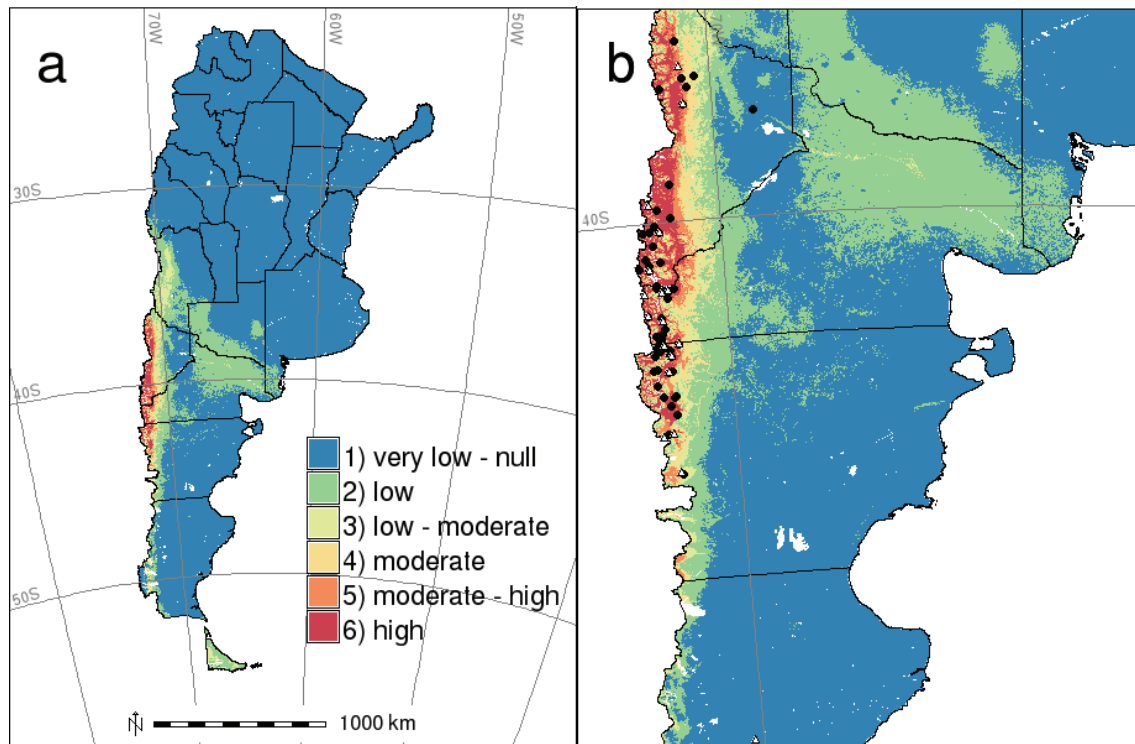 a
70W
60W
50W
30S
40S
50S
1) very low - null
2) low
3) low - moderate
4) moderate
5) moderate - high
6) high
N
1000 km
b
70W
40S